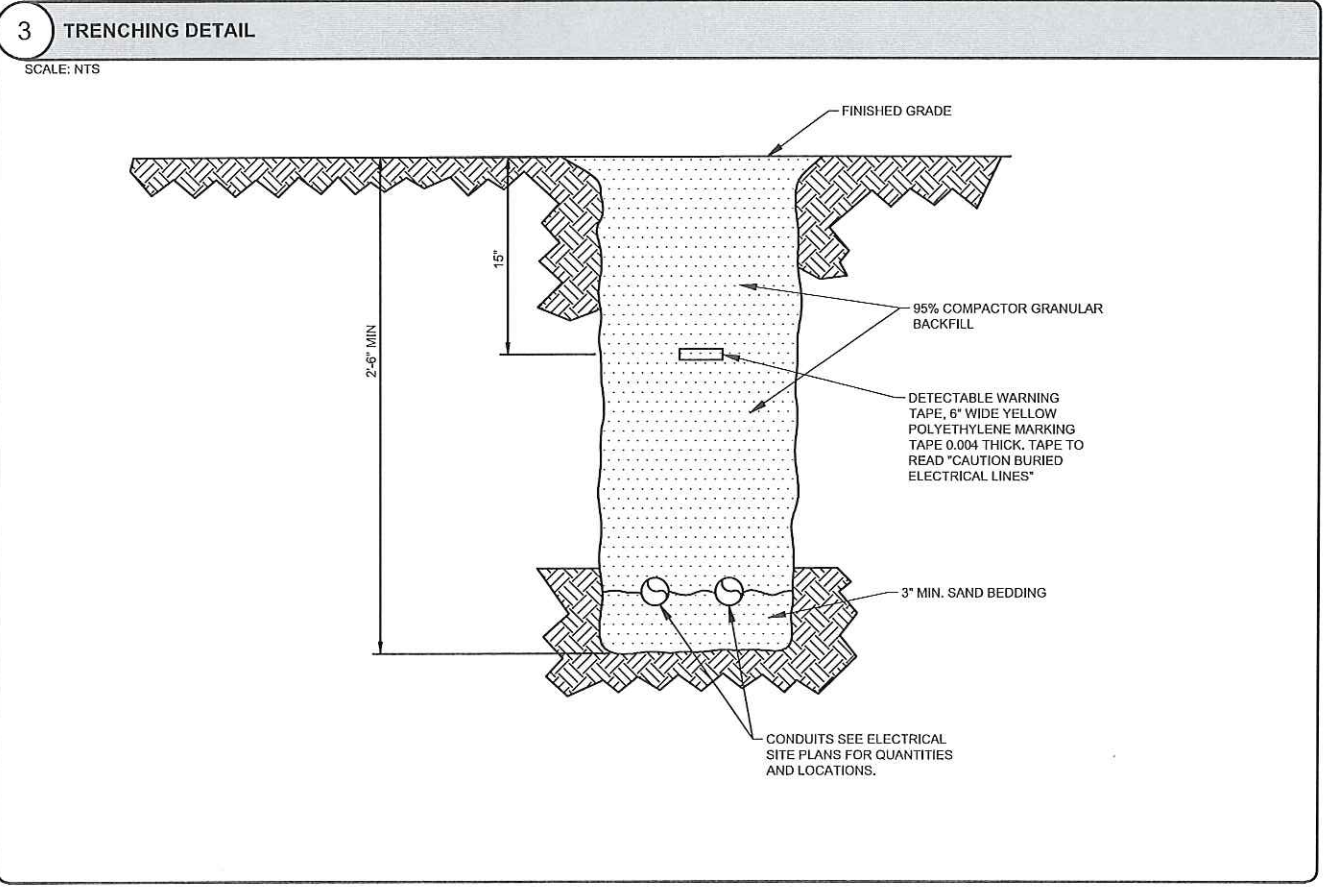 3 TRENCHING DETAIL
SCALE: NTS
FINISHED GRADE
15"
2'-6" MIN
95% COMPACTOR GRANULAR
BACKFILL
DETECTABLE WARNING
TAPE, 6" WIDE YELLOW
POLYETHYLENE MARKING
TAPE 0.004 THICK. TAPE TO
READ "CAUTION BURIED
ELECTRICAL LINES"
3" MIN. SAND BEDDING
CONDUITS SEE ELECTRICAL
SITE PLANS FOR QUANTITIES
AND LOCATIONS.